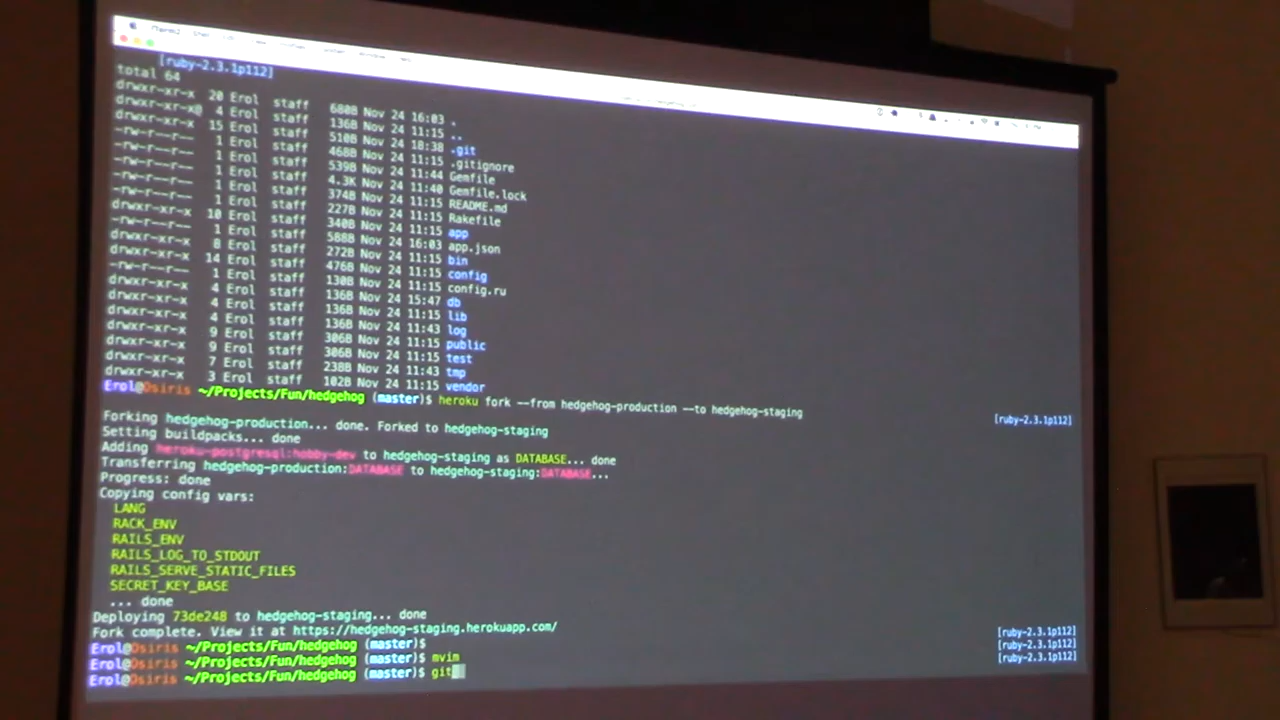 [ruby-2.3.1p112]
total 64
drwxr-xr-x 20 Erol staff 680B Nov 24 16:03 .
drwxr-xr-x@ 4 Erol staff 136B Nov 24 11:15 ..
drwxr-xr-x 15 Erol staff 510B Nov 24 18:38 .git
-rw-r--r-- 1 Erol staff 468B Nov 24 11:15 .gitignore
-rw-r--r-- 1 Erol staff 539B Nov 24 11:44 Gemfile
-rw-r--r-- 1 Erol staff 4.3K Nov 24 11:40 Gemfile.lock
-rw-r--r-- 1 Erol staff 374B Nov 24 11:15 README.md
-rw-r--r-- 1 Erol staff 227B Nov 24 11:15 Rakefile
drwxr-xr-x 10 Erol staff 340B Nov 24 11:15 app
-rw-r--r-- 1 Erol staff 588B Nov 24 16:03 app.json
drwxr-xr-x 8 Erol staff 272B Nov 24 11:15 bin
drwxr-xr-x 14 Erol staff 476B Nov 24 11:15 config
-rw-r--r-- 1 Erol staff 130B Nov 24 11:15 config.ru
drwxr-xr-x 4 Erol staff 136B Nov 24 15:47 db
drwxr-xr-x 4 Erol staff 136B Nov 24 11:15 lib
drwxr-xr-x 4 Erol staff 136B Nov 24 11:43 log
drwxr-xr-x 9 Erol staff 306B Nov 24 11:15 public
drwxr-xr-x 9 Erol staff 306B Nov 24 11:15 test
drwxr-xr-x 7 Erol staff 238B Nov 24 11:43 tmp
drwxr-xr-x 3 Erol staff 102B Nov 24 11:15 vendor
Erol@Osiris ~/Projects/Fun/hedgehog (master)$ heroku fork --from hedgehog-production --to hedgehog-staging [ruby-2.3.1p112]
Forking hedgehog-production... done. Forked to hedgehog-staging
Setting buildpacks... done
Adding heroku-postgresql:hobby-dev to hedgehog-staging as DATABASE... done
Transferring hedgehog-production:DATABASE to hedgehog-staging:DATABASE...
Progress: done
Copying config vars:
LANG
RACK_ENV
RAILS_ENV
RAILS_LOG_TO_STDOUT
RAILS_SERVE_STATIC_FILES
SECRET_KEY_BASE
... done
Deploying 73de248 to hedgehog-staging... done
Fork complete. View it at https://hedgehog-staging.herokuapp.com/
Erol@Osiris ~/Projects/Fun/hedgehog (master)$ [ruby-2.3.1p112]
Erol@Osiris ~/Projects/Fun/hedgehog (master)$ mvim [ruby-2.3.1p112]
Erol@Osiris ~/Projects/Fun/hedgehog (master)$ git [ruby-2.3.1p112]